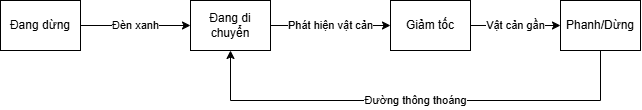 Đang dừng
Đèn xanh
Đang di
chuyển
Phát hiện vật cản
Giảm tốc
Vật cản gần
Phanh/Dừng
Đường thông thoáng